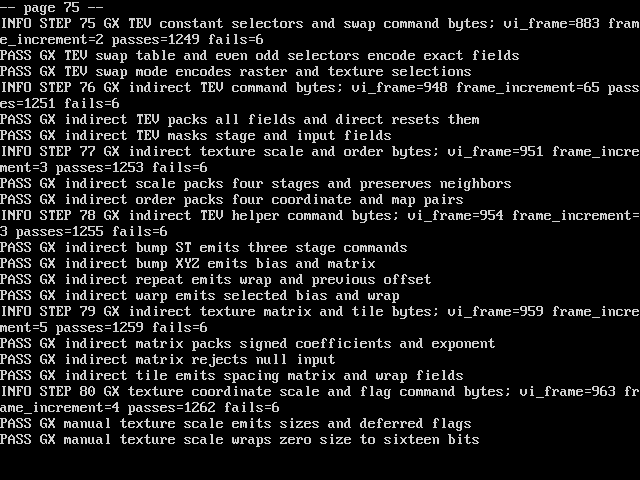 -- page 75 --
INFO STEP 75 GX TEV constant selectors and swap command bytes; vi_frame=883 fram
e_increment=2 passes=1249 fails=6
PASS GX TEV swap table and even odd selectors encode exact fields
PASS GX TEV swap mode encodes raster and texture selections
INFO STEP 76 GX indirect TEV command bytes; vi_frame=948 frame_increment=65 pass
es=1251 fails=6
PASS GX indirect TEV packs all fields and direct resets them
PASS GX indirect TEV masks stage and input fields
INFO STEP 77 GX indirect texture scale and order bytes; vi_frame=951 frame_incre
ment=3 passes=1253 fails=6
PASS GX indirect scale packs four stages and preserves neighbors
PASS GX indirect order packs four coordinate and map pairs
INFO STEP 78 GX indirect TEV helper command bytes; vi_frame=954 frame_increment=
3 passes=1255 fails=6
PASS GX indirect bump ST emits three stage commands
PASS GX indirect bump XYZ emits bias and matrix
PASS GX indirect repeat emits wrap and previous offset
PASS GX indirect warp emits selected bias and wrap
INFO STEP 79 GX indirect texture matrix and tile bytes; vi_frame=959 frame_incre
ment=5 passes=1259 fails=6
PASS GX indirect matrix packs signed coefficients and exponent
PASS GX indirect matrix rejects null input
PASS GX indirect tile emits spacing matrix and wrap fields
INFO STEP 80 GX texture coordinate scale and flag command bytes; vi_frame=963 fr
ame_increment=4 passes=1262 fails=6
PASS GX manual texture scale emits sizes and deferred flags
PASS GX manual texture scale wraps zero size to sixteen bits